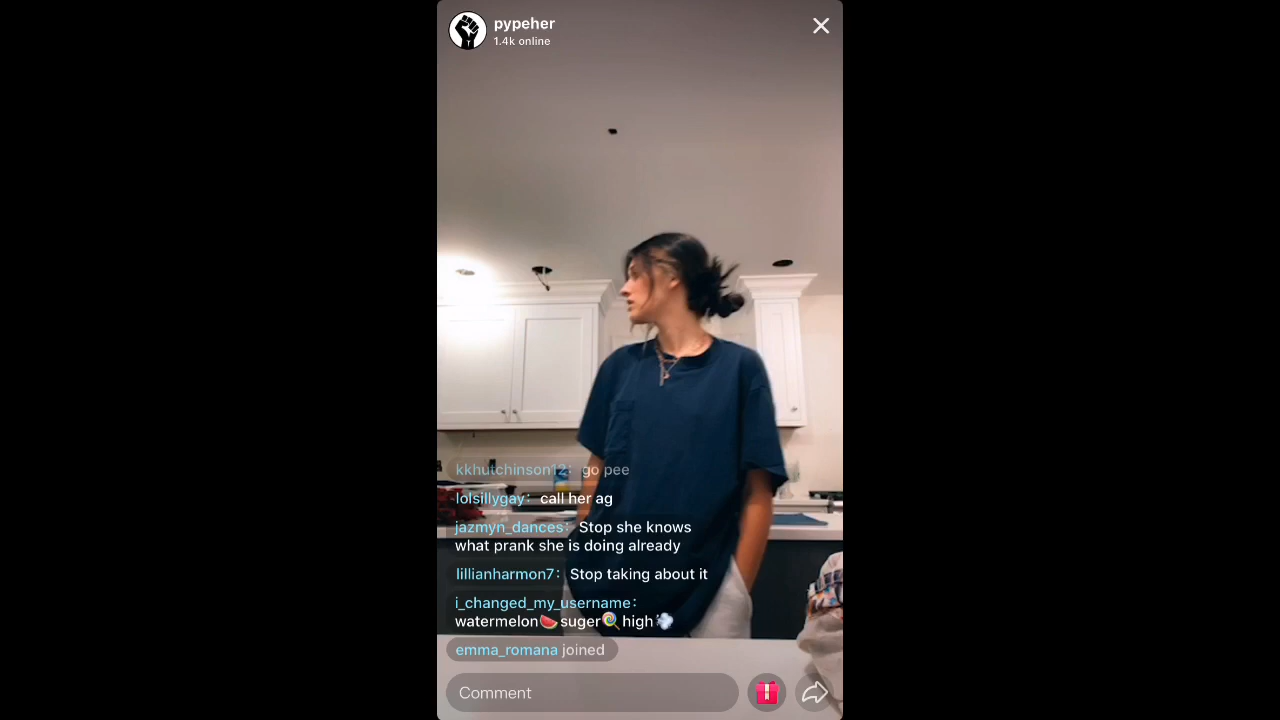 pypeher
1.4k online
kkhutchinson12: go pee
lolsillygay: call her ag
jazmyn_dances: Stop she knows
what prank she is doing already
lillianharmon7: Stop taking about it
i_changed_my_username:
watermelon🍉suger🍭high💨
emma_romana joined
Comment